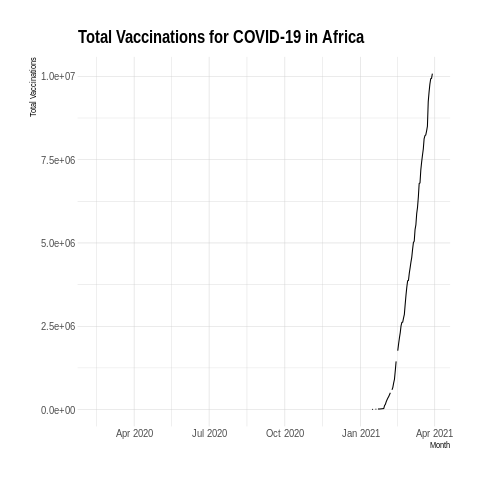 Total Vaccinations for COVID-19 in Africa
Total Vaccinations
1.0e+07
7.5e+06
5.0e+06
2.5e+06
0.0e+00
Apr 2020 Jul 2020 Oct 2020 Jan 2021 Apr 2021
Month